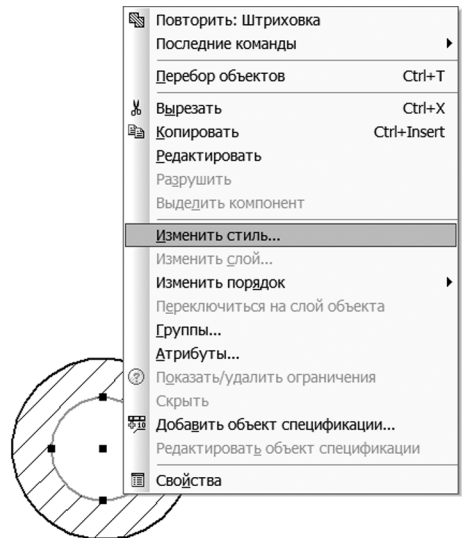 Повторить: Штриховка
Последние команды
Перебор объектов Ctrl+T
Вырезать Ctrl+X
Копировать Ctrl+Insert
Редактировать
Разрушить
Выделить компонент
Изменить стиль...
Изменить слой...
Изменить порядок
Переключиться на слой объекта
Группы...
Атрибуты...
Показать/удалить ограничения
Скрыть
Добавить объект спецификации...
Редактировать объект спецификации
Свойства